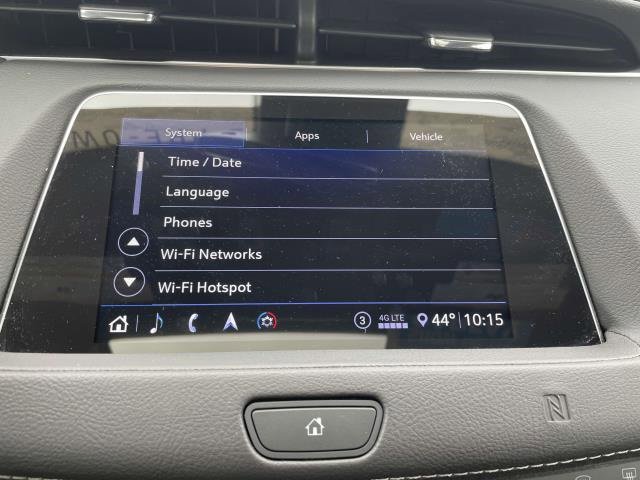 System Apps Vehicle
Time / Date
Language
Phones
Wi-Fi Networks
Wi-Fi Hotspot
3 4G LTE 44° 10:15
N